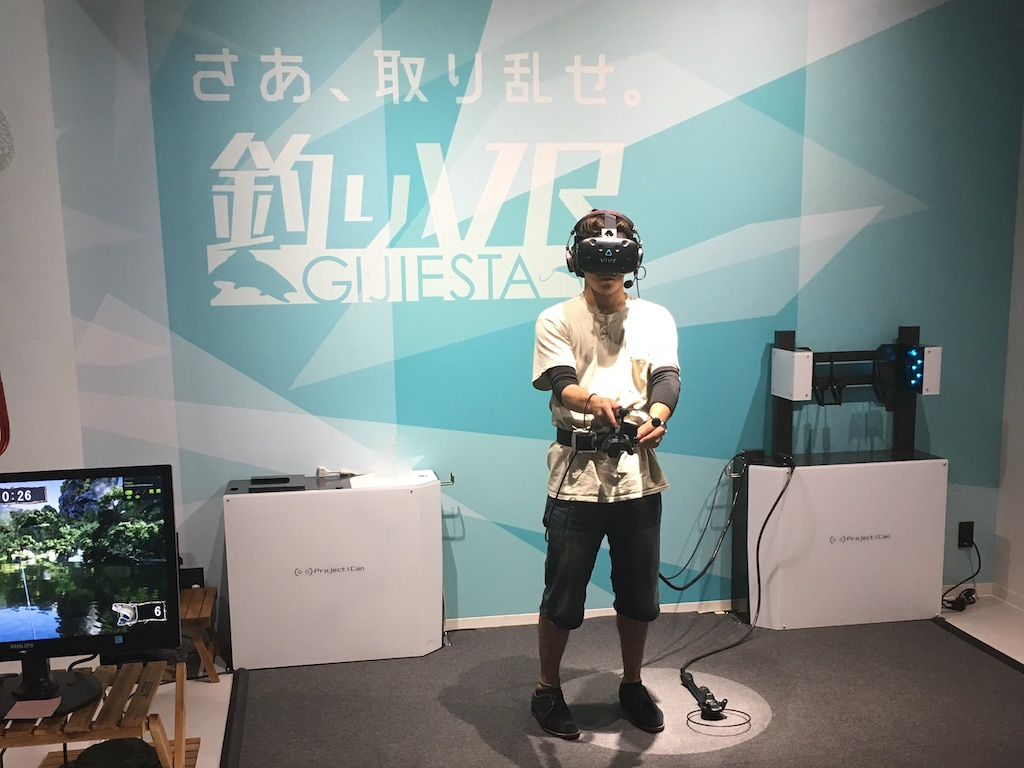 さあ、取り乱せ。
釣りVR
GIJIESTA
VIVE
0:26
6
PHILIPS
ProjectiCan
ProjectiCan